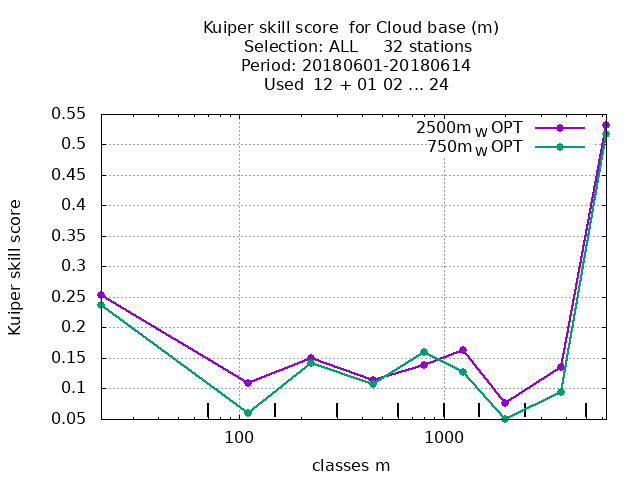 Kuiper skill score  for Cloud base (m)
Selection: ALL     32 stations
Period: 20180601-20180614
Used  12 + 01 02 ... 24
2500m W OPT
750m W OPT
0.55
0.5
0.45
0.4
0.35
0.3
0.25
0.2
0.15
0.1
0.05
Kuiper skill score
100
1000
classes m